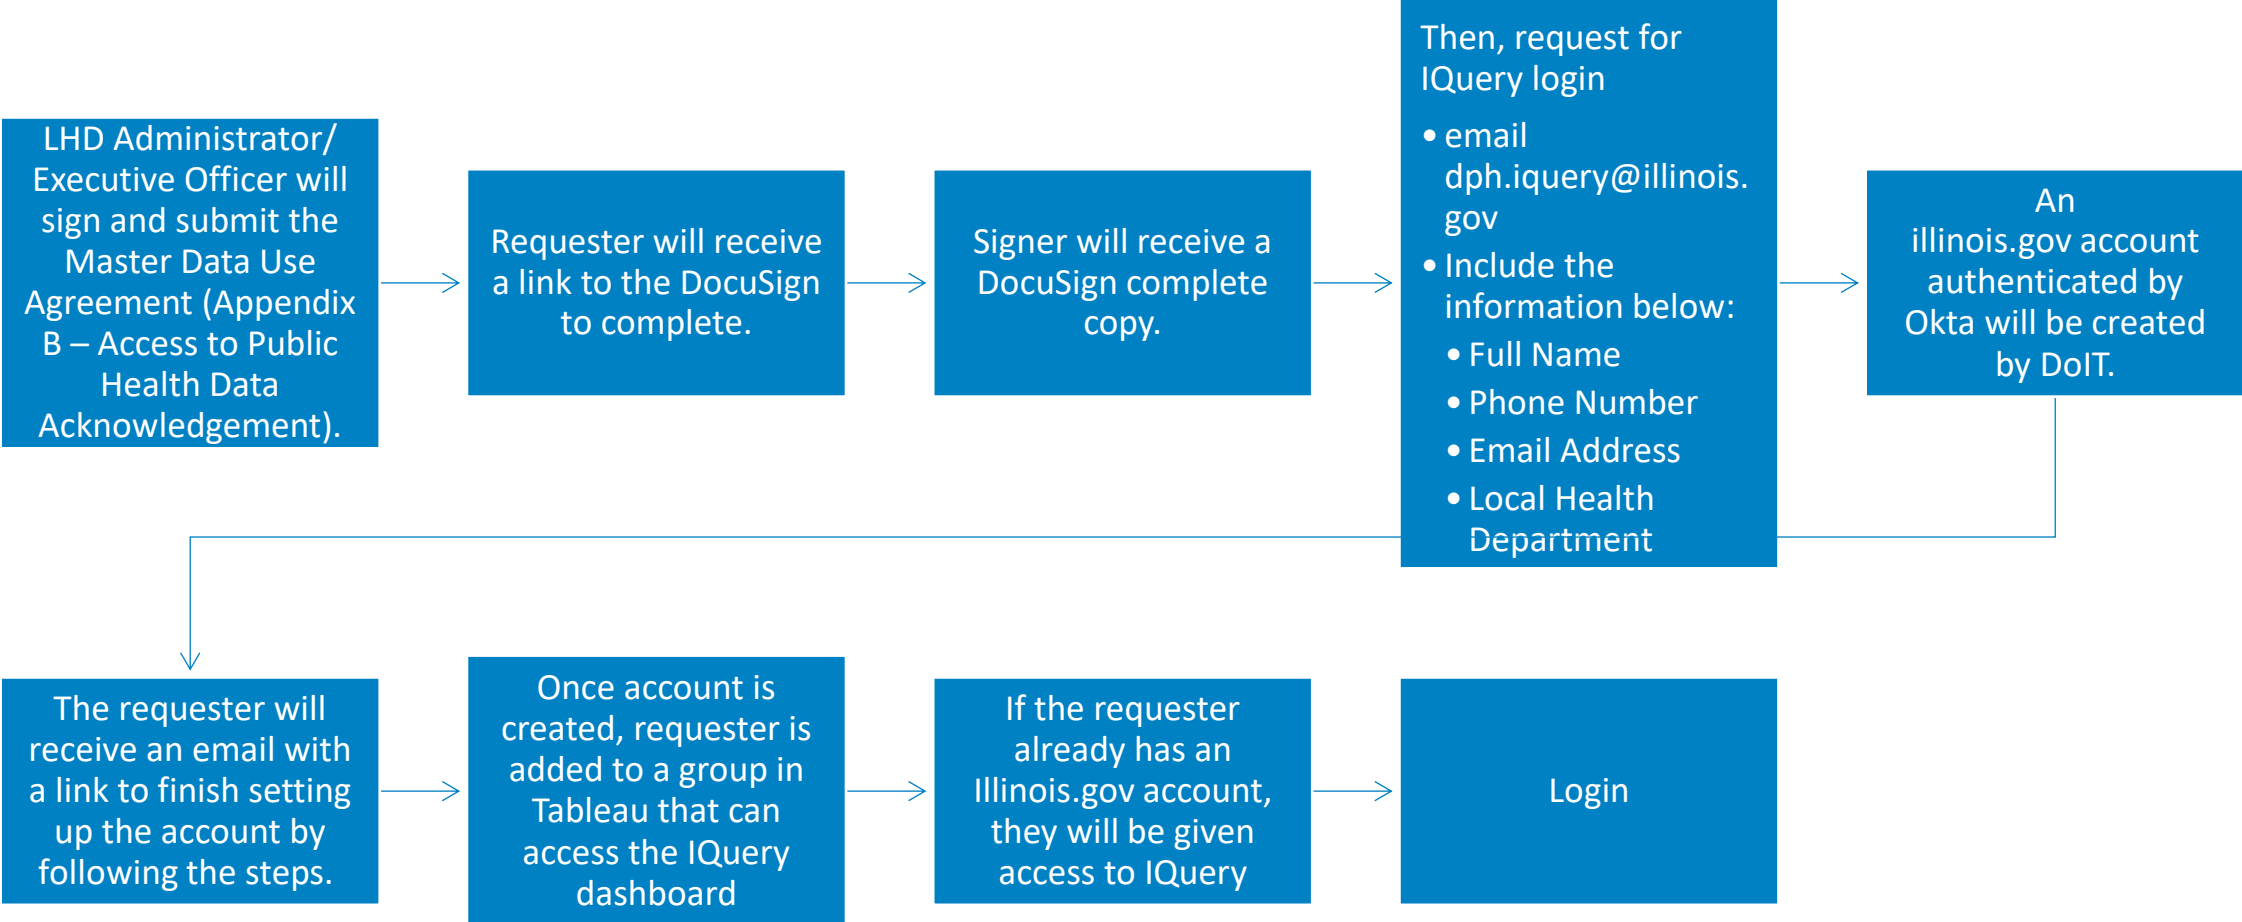 LHD Administrator/
Executive Officer will
sign and submit the
Master Data Use
Agreement (Appendix
B – Access to Public
Health Data
Acknowledgement).
Requester will receive
a link to the DocuSign
to complete.
Signer will receive a
DocuSign complete
copy.
Then, request for
IQuery login
• email
dph.iquery@illinois.
gov
• Include the
information below:
• Full Name
• Phone Number
• Email Address
• Local Health
Department
An
illinois.gov account
authenticated by
Okta will be created
by DoIT.
The requester will
receive an email with
a link to finish setting
up the account by
following the steps.
Once account is
created, requester is
added to a group in
Tableau that can
access the IQuery
dashboard
If the requester
already has an
Illinois.gov account,
they will be given
access to IQuery
Login